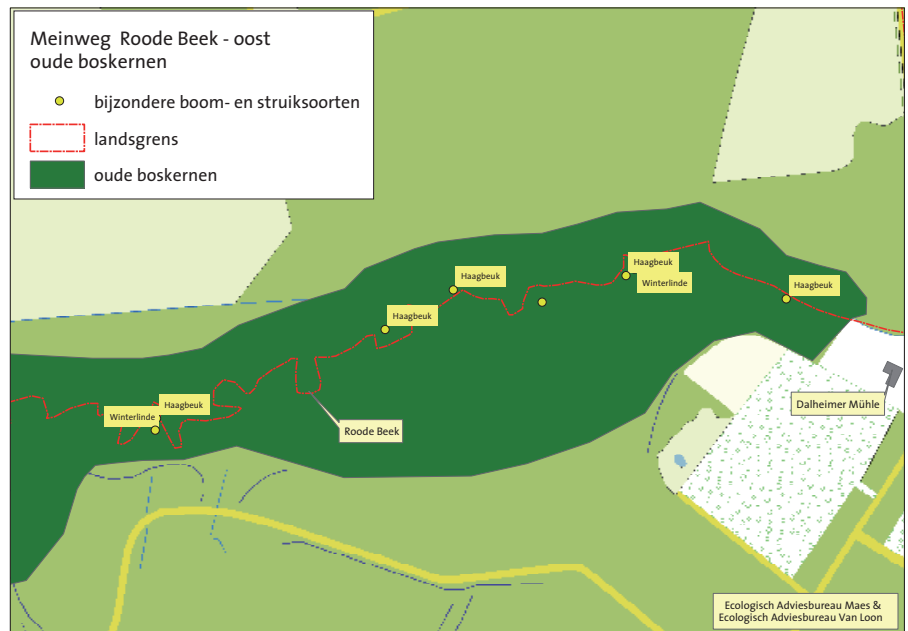 Meinweg Roode Beek - oost
oude boskernen
bijzondere boom- en struiksoorten
landsgrens
oude boskernen
Haagbeuk
Winterlinde
Haagbeuk
Haagbeuk
Haagbeuk
Haagbeuk
Winterlinde
Roode Beek
Dalheimer Mühle
Ecologisch Adviesbureau Maes &
Ecologisch Adviesbureau Van Loon